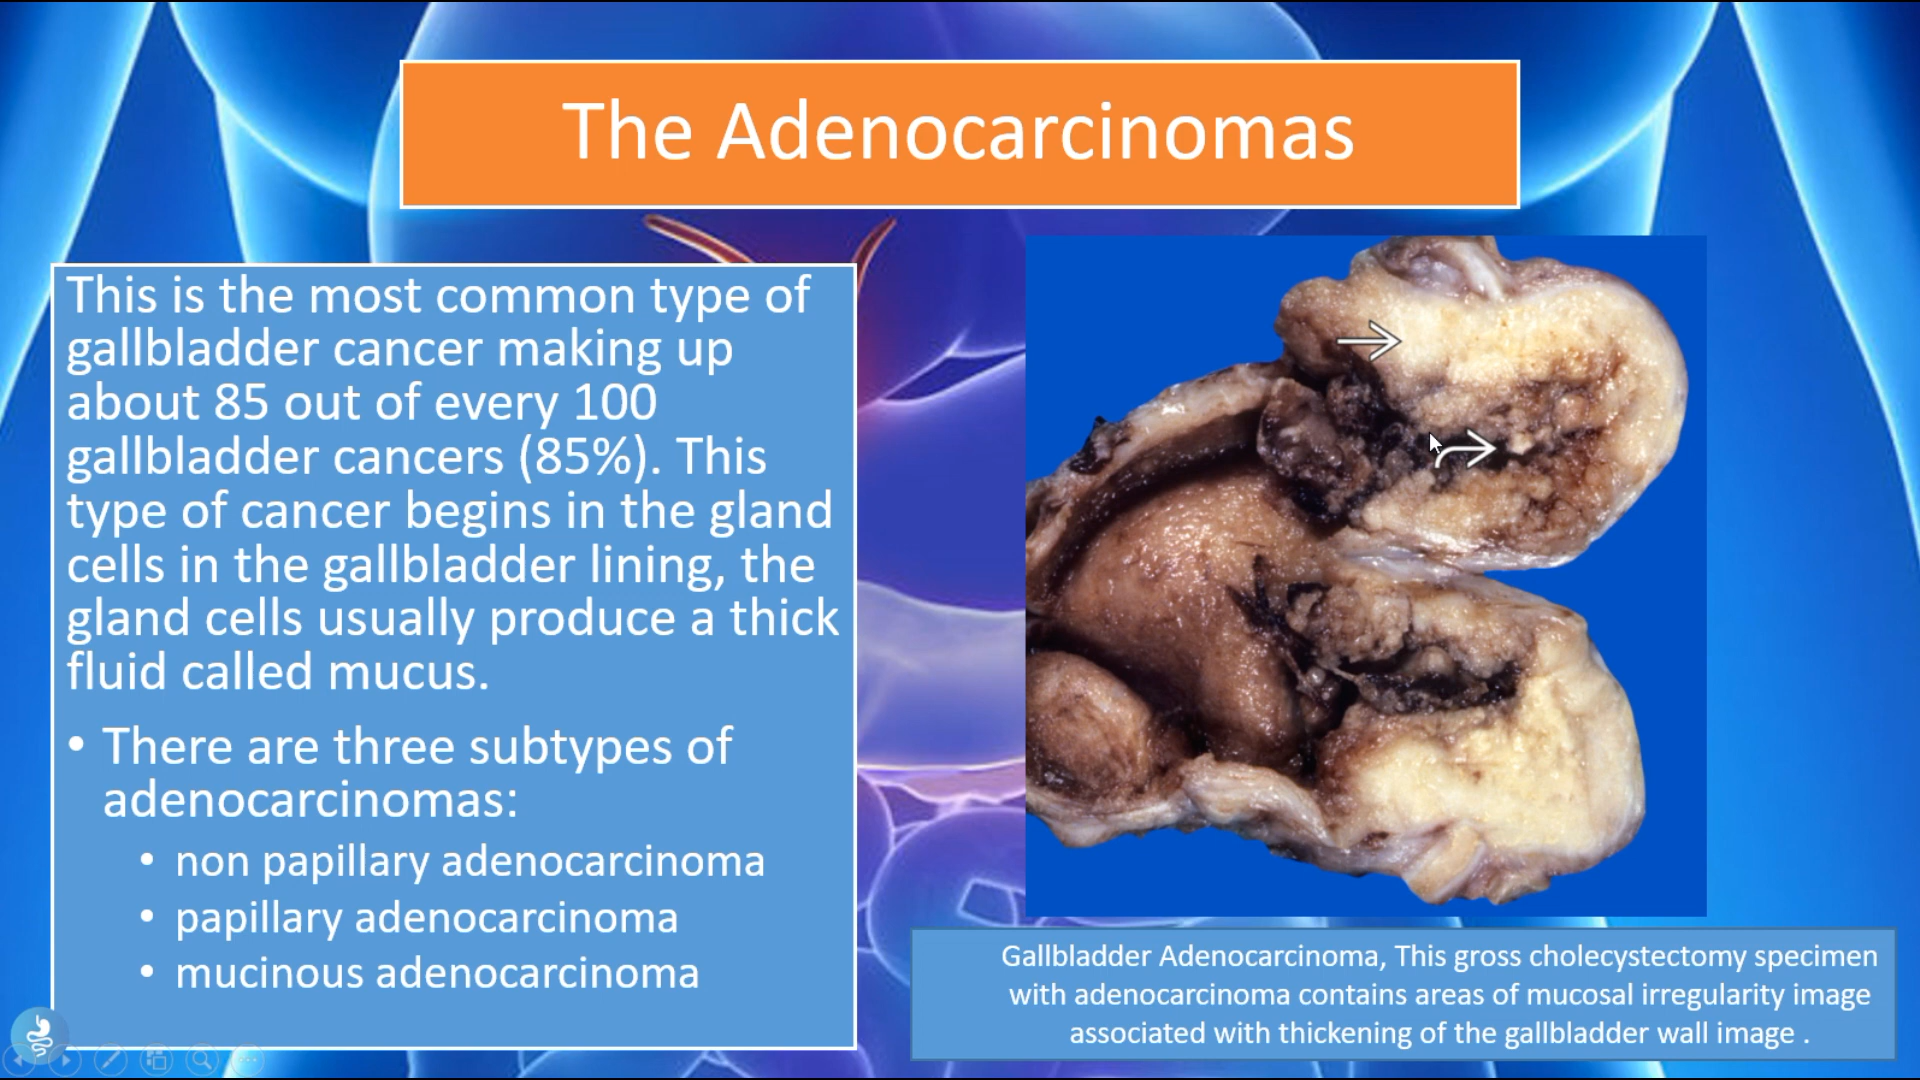 The Adenocarcinomas
This is the most common type of
gallbladder cancer making up
about 85 out of every 100
gallbladder cancers (85%). This
type of cancer begins in the gland
cells in the gallbladder lining, the
gland cells usually produce a thick
fluid called mucus.
• There are three subtypes of
adenocarcinomas:
• non papillary adenocarcinoma
• papillary adenocarcinoma
• mucinous adenocarcinoma
Gallbladder Adenocarcinoma, This gross cholecystectomy specimen
with adenocarcinoma contains areas of mucosal irregularity image
associated with thickening of the gallbladder wall image .